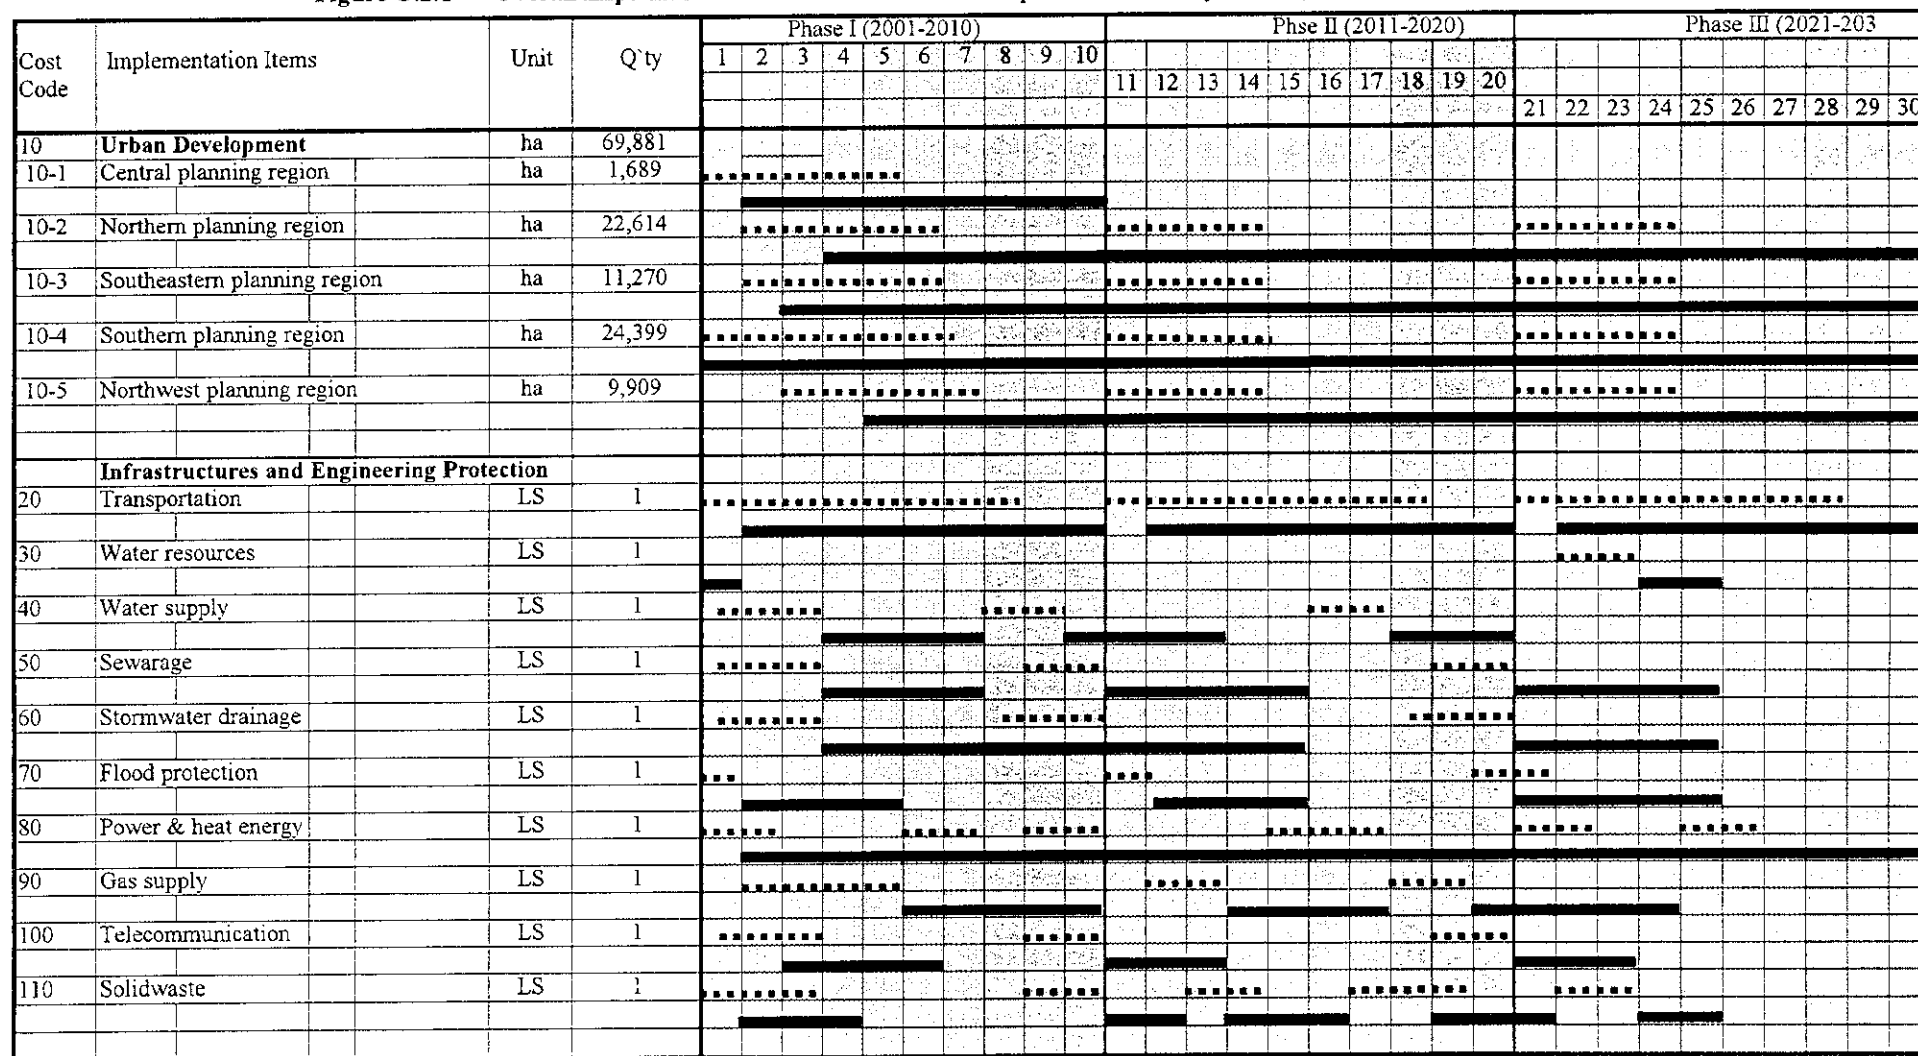 Phase I (2001-2010) Phse II (2011-2020) Phase III (2021-203
Cost Code Implementation Items Unit Q`ty 1 2 3 4 5 6 7 8 9 10
11 12 13 14 15 16 17 18 19 20
21 22 23 24 25 26 27 28 29 30
10 Urban Development ha 69,881
10-1 Central planning region ha 1,689
10-2 Northern planning region ha 22,614
10-3 Southeastern planning region ha 11,270
10-4 Southern planning region ha 24,399
10-5 Northwest planning region ha 9,909
Infrastructures and Engineering Protection
20 Transportation LS 1
30 Water resources LS 1
40 Water supply LS 1
50 Sewarage LS 1
60 Stormwater drainage LS 1
70 Flood protection LS 1
80 Power & heat energy LS 1
90 Gas supply LS 1
100 Telecommunication LS 1
110 Solidwaste LS 1